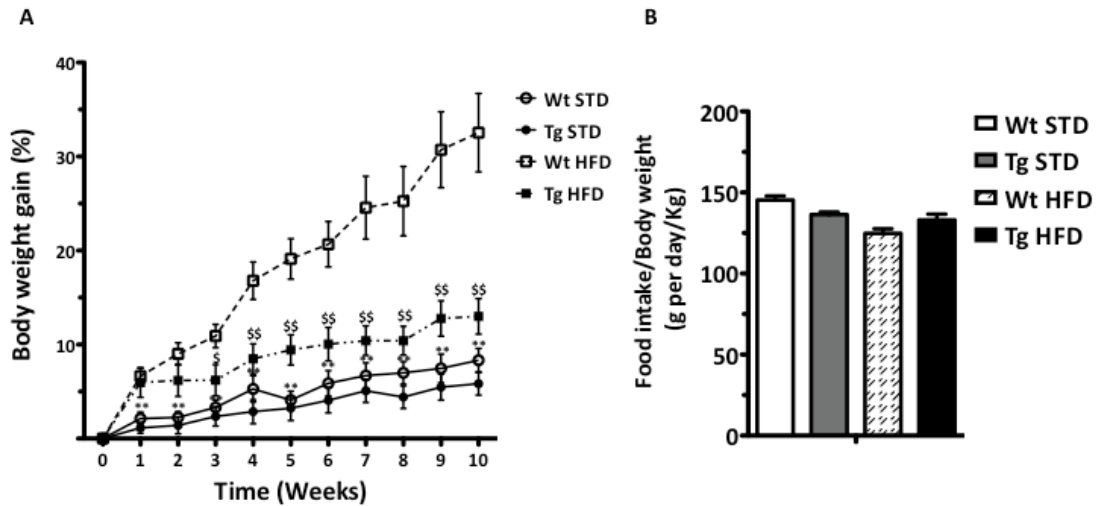 A
Body weight gain (%)
40
30
20
10
0
1
2
3
4
5
6
7
8
9
10
Time (Weeks)
Wt STD
Tg STD
Wt HFD
Tg HFD
**
**
$
$$
**
$$
**
$$
**
$$
**
$$
**
$$
**
$$
**
B
Food intake/Body weight
(g per day/Kg)
200
150
100
50
0
Wt STD
Tg STD
Wt HFD
Tg HFD